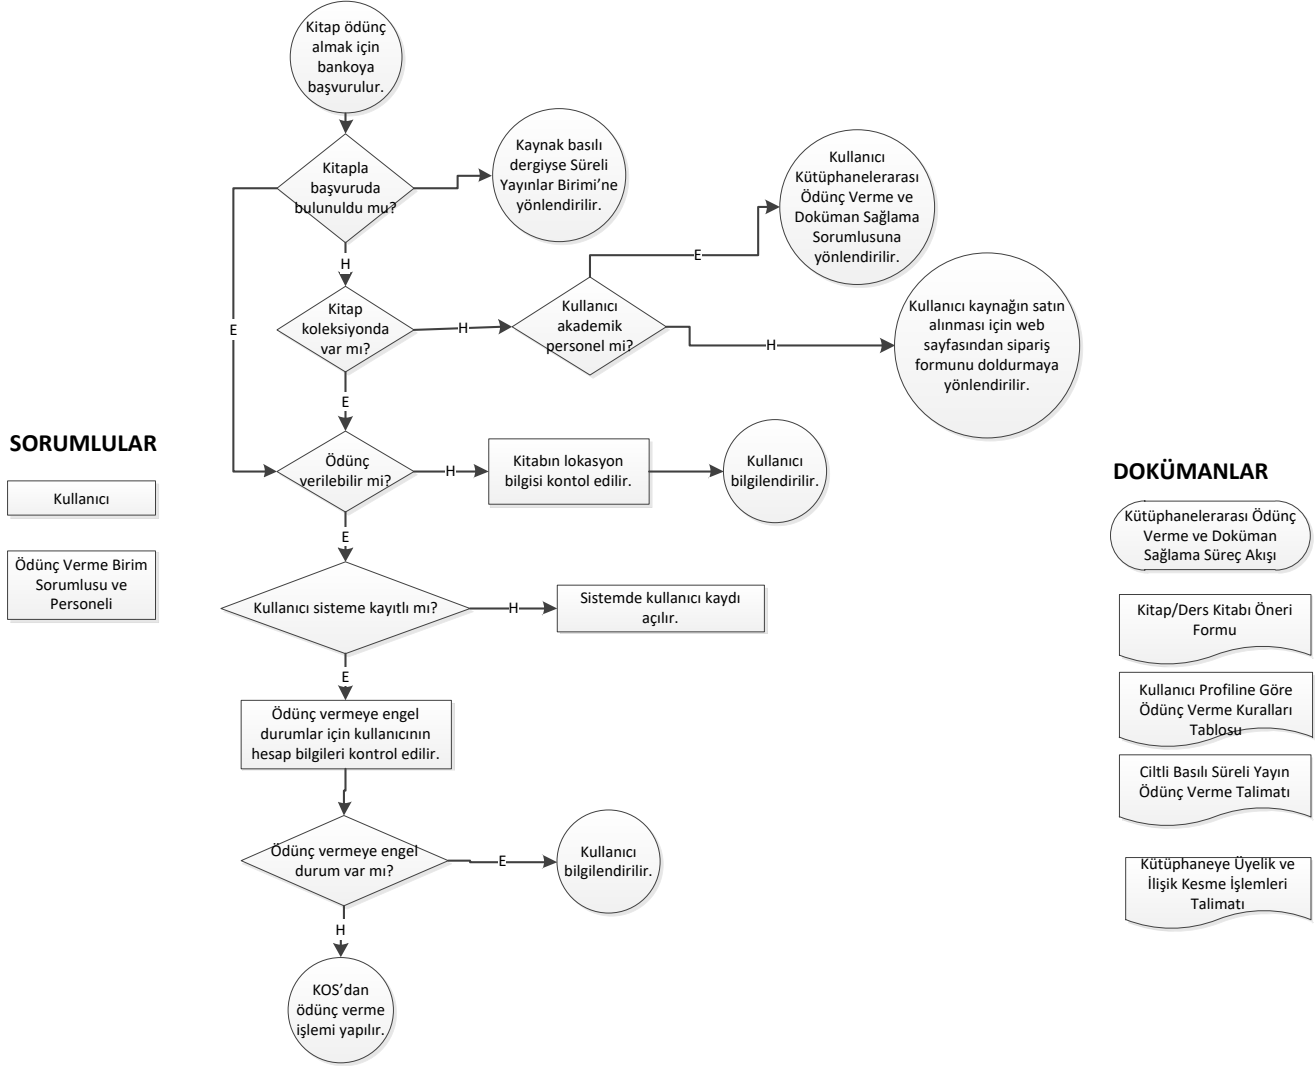 Kitap ödünç
almak için
bankoya
başvurulur.
Kitapla
başvuruda
bulunuldu mu?
Kaynak basılı
dergiyse Süreli
Yayınlar Birimi’ne
yönlendirilir.
Kullanıcı
Kütüphanelerarası
Ödünç Verme ve
Doküman Sağlama
Sorumlusuna
yönlendirilir.
E
H
E
Kitap
koleksiyonda
var mı?
H
Kullanıcı
akademik
personel mi?
H
Kullanıcı kaynağın satın
alınması için web
sayfasından sipariş
formunu doldurmaya
yönlendirilir.
E
SORUMLULAR
Kullanıcı
Ödünç Verme Birim
Sorumlusu ve
Personeli
Ödünç
verilebilir mi?
H
Kitabın lokasyon
bilgisi kontol edilir.
Kullanıcı
bilgilendirilir.
E
Kullanıcı sisteme kayıtlı mı?
H
Sistemde kullanıcı kaydı
açılır.
E
Ödünç vermeye engel
durumlar için kullanıcının
hesap bilgileri kontrol edilir.
Ödünç vermeye engel
durum var mı?
E
Kullanıcı
bilgilendirilir.
H
KOS’dan
ödünç verme
işlemi yapılır.
DOKÜMANLAR
Kütüphanelerarası Ödünç
Verme ve Doküman
Sağlama Süreç Akışı
Kitap/Ders Kitabı Öneri
Formu
Kullanıcı Profiline Göre
Ödünç Verme Kuralları
Tablosu
Ciltli Basılı Süreli Yayın
Ödünç Verme Talimatı
Kütüphaneye Üyelik ve
İlişik Kesme İşlemleri
Talimatı